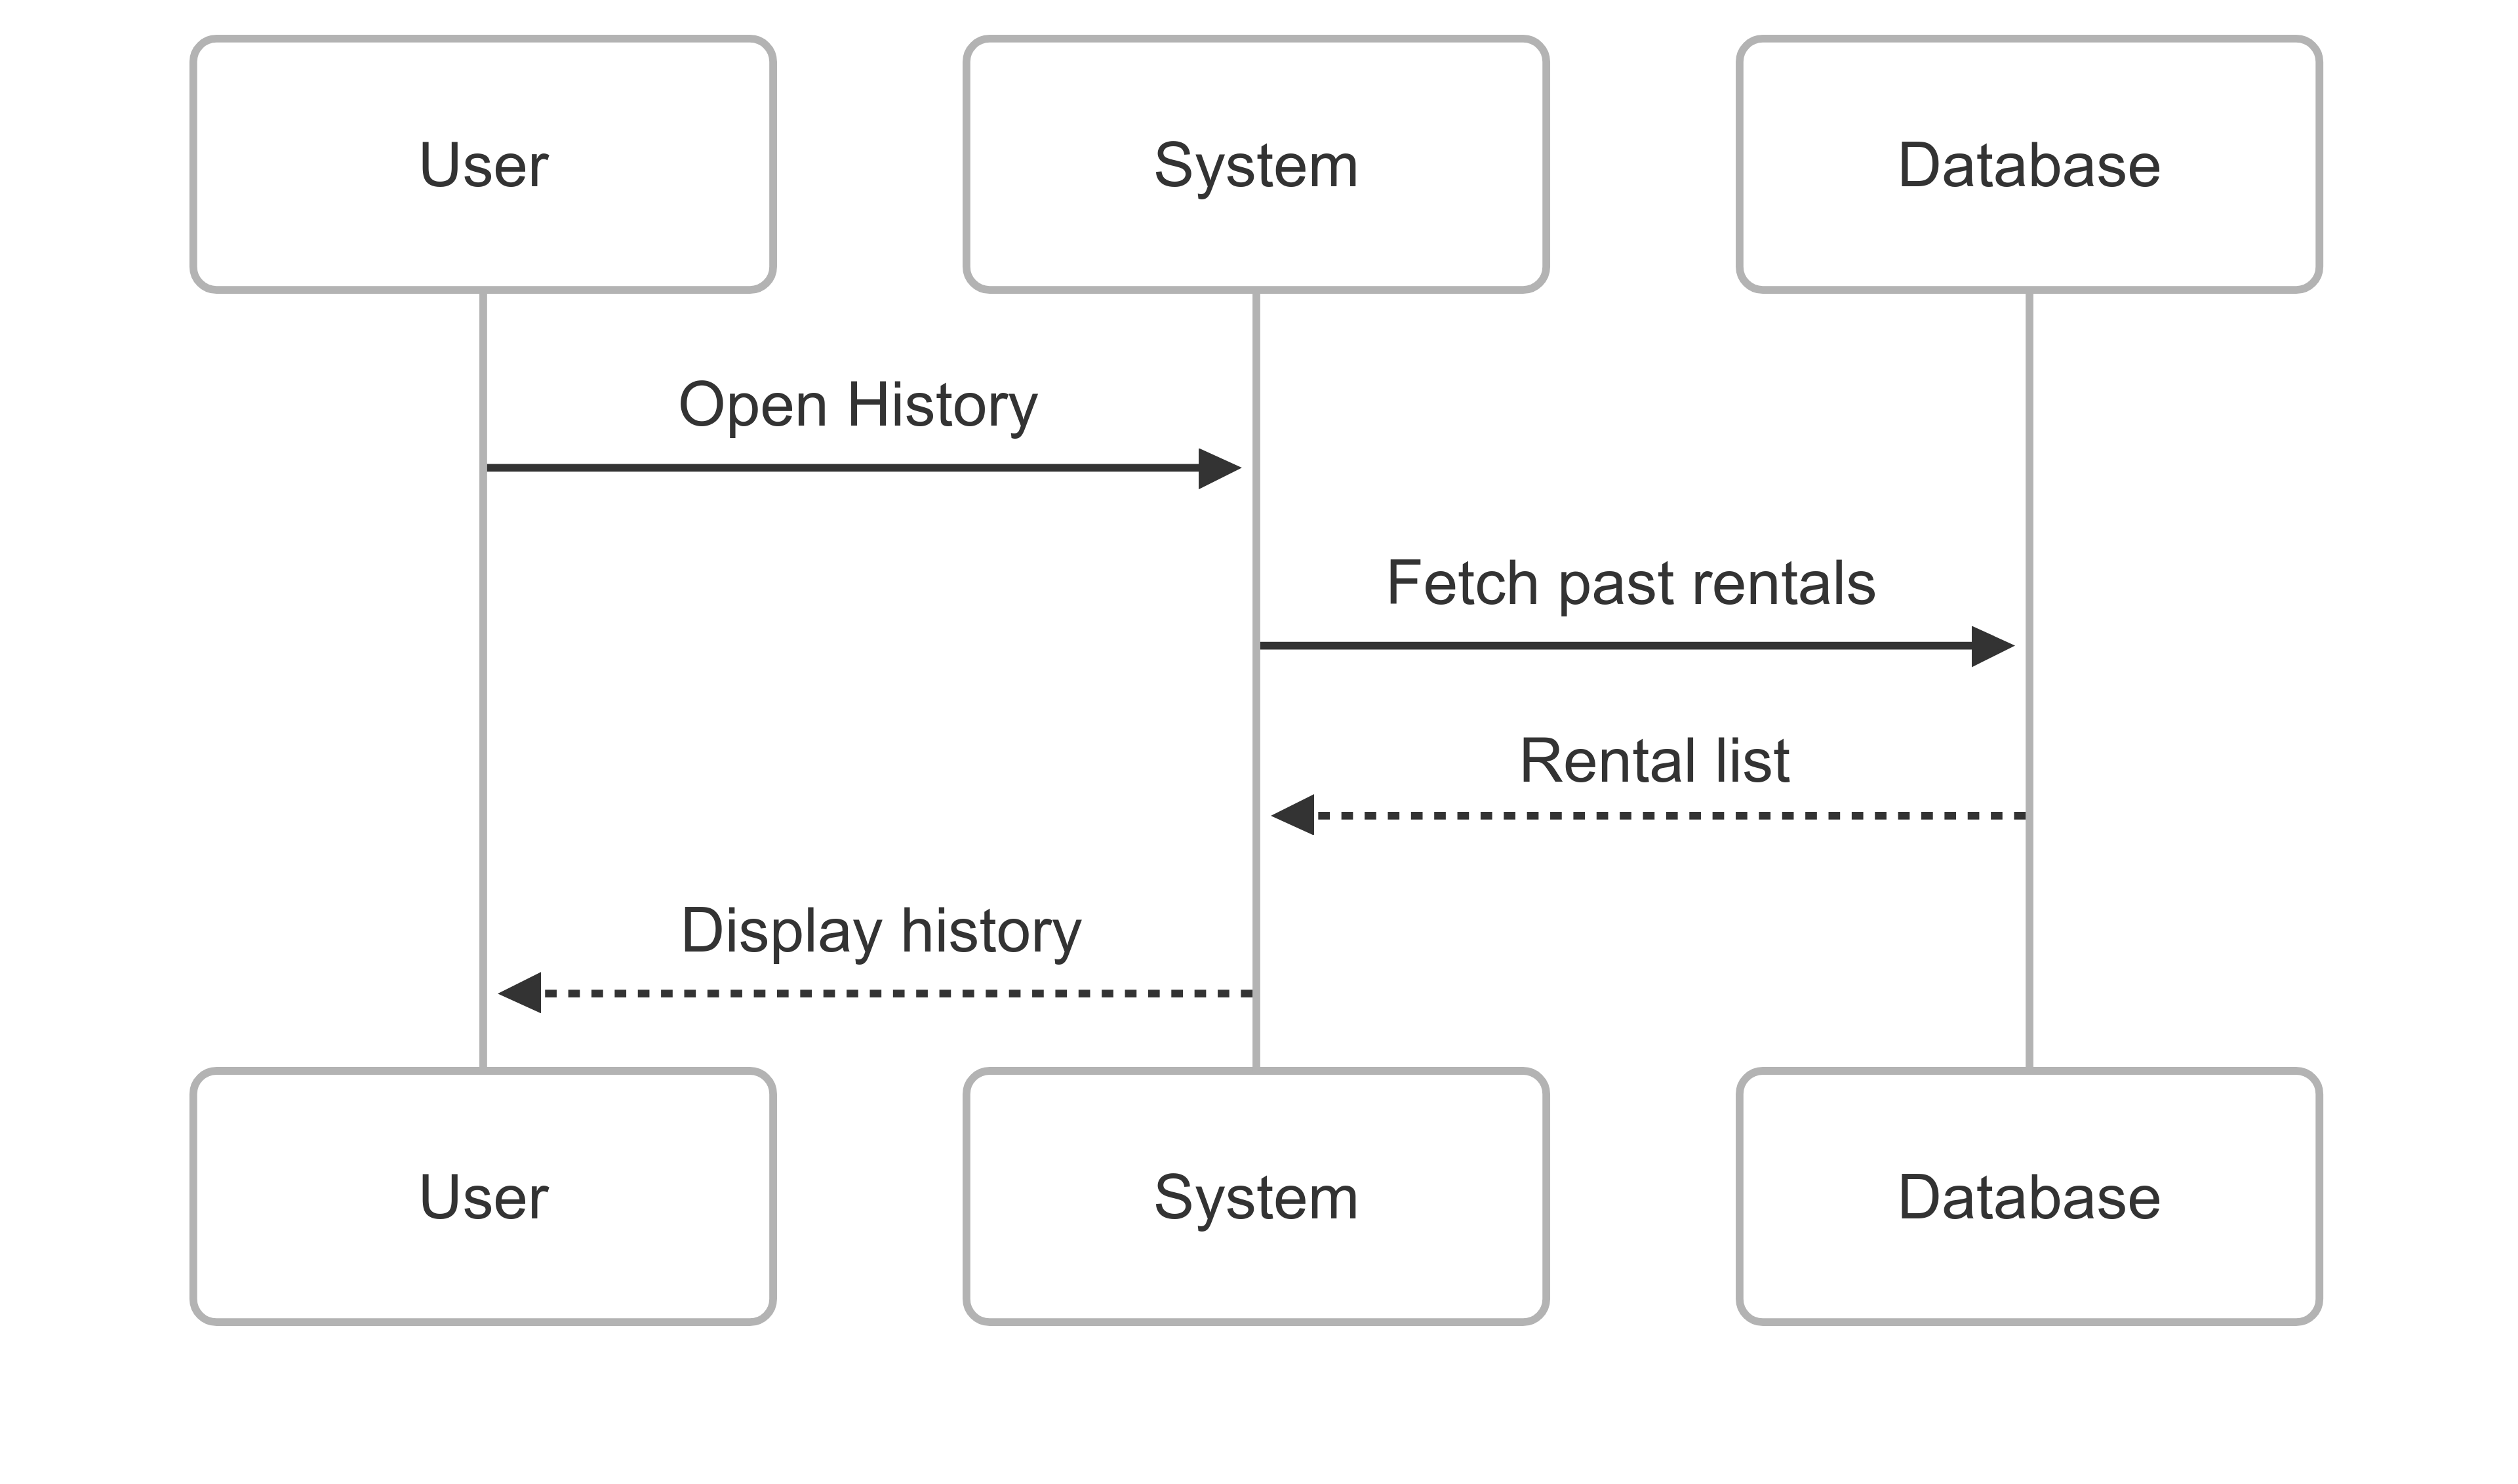 User
System
Database
Open History
Fetch past rentals
Rental list
Display history
User
System
Database